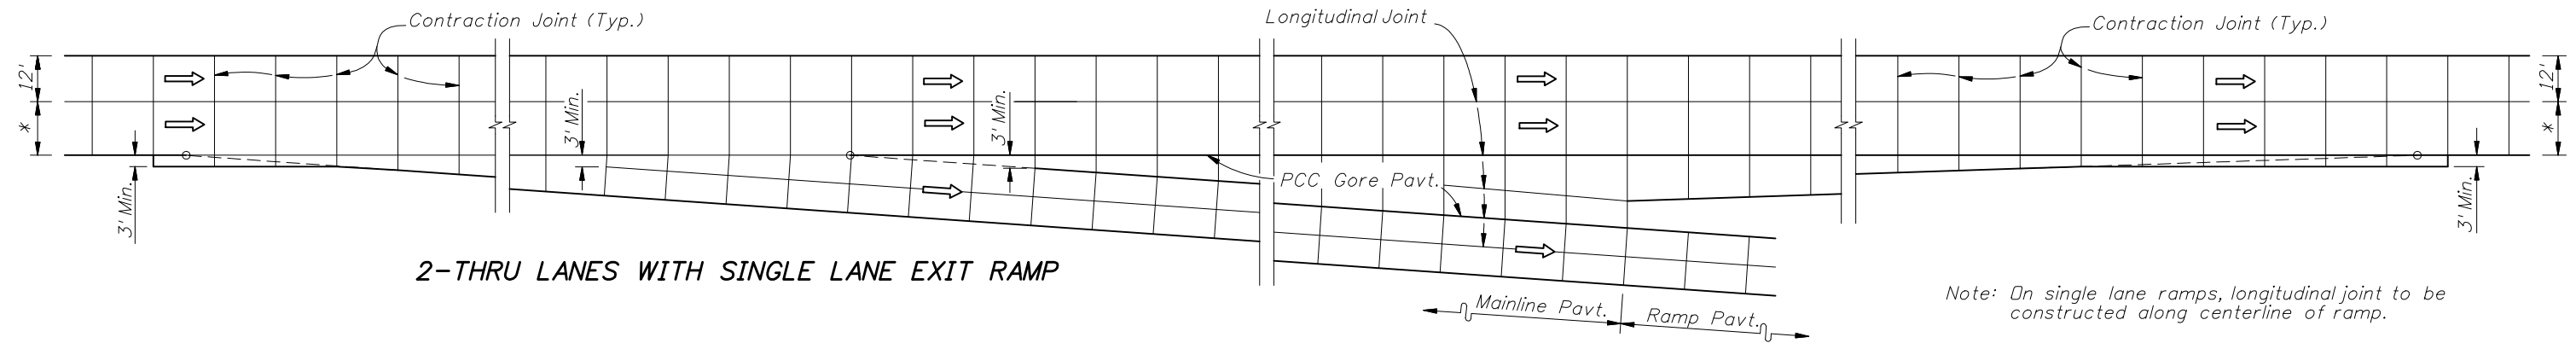 Contraction Joint (Typ.)
Longitudinal Joint
Contraction Joint (Typ.)
12'
*
3' Min.
3' Min.
3' Min.
PCC Gore Pavt.
12'
*
3' Min.
2-THRU LANES WITH SINGLE LANE EXIT RAMP
Mainline Pavt.
Ramp Pavt.
Note: On single lane ramps, longitudinal joint to be
constructed along centerline of ramp.